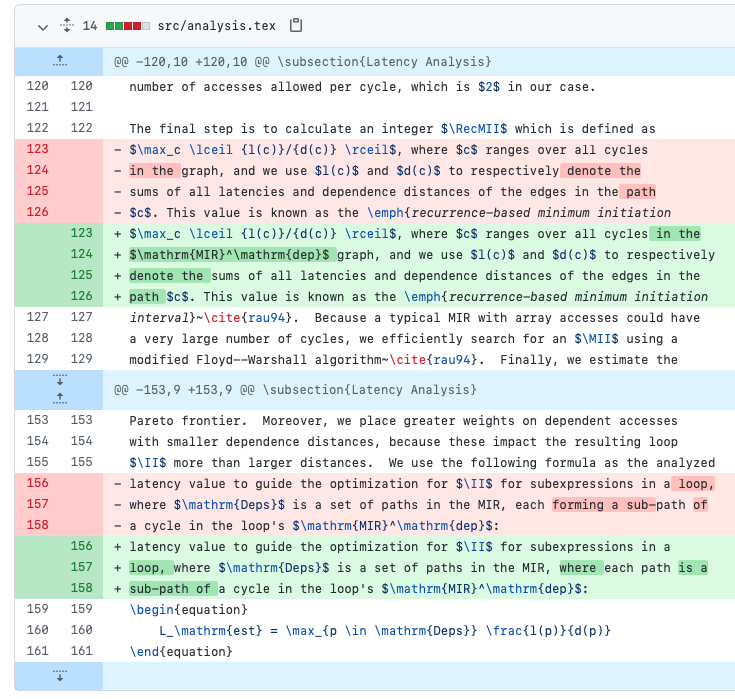 14 src/analysis.tex
@@ -120,10 +120,10 @@ \subsection{Latency Analysis}
120 120 number of accesses allowed per cycle, which is $2$ in our case.
121 121
122 122 The final step is to calculate an integer $\RecMII$ which is defined as
123 - $\max_c \lceil {l(c)}/{d(c)} \rceil$, where $c$ ranges over all cycles
124 - in the graph, and we use $l(c)$ and $d(c)$ to respectively denote the
125 - sums of all latencies and dependence distances of the edges in the path
126 - $c$. This value is known as the \emph{recurrence-based minimum initiation
123 + $\max_c \lceil {l(c)}/{d(c)} \rceil$, where $c$ ranges over all cycles in the
124 + $\mathrm{MIR}^\mathrm{dep}$ graph, and we use $l(c)$ and $d(c)$ to respectively
125 + denote the sums of all latencies and dependence distances of the edges in the
126 + path $c$. This value is known as the \emph{recurrence-based minimum initiation
127 127 interval}~\cite{rau94}.  Because a typical MIR with array accesses could have
128 128 a very large number of cycles, we efficiently search for an $\MII$ using a
129 129 modified Floyd--Warshall algorithm~\cite{rau94}.  Finally, we estimate the
@@ -153,9 +153,9 @@ \subsection{Latency Analysis}
153 153 Pareto frontier.  Moreover, we place greater weights on dependent accesses
154 154 with smaller dependence distances, because these impact the resulting loop
155 155 $\II$ more than larger distances.  We use the following formula as the analyzed
156 - latency value to guide the optimization for $\II$ for subexpressions in a loop,
157 - where $\mathrm{Deps}$ is a set of paths in the MIR, each forming a sub-path of
158 - a cycle in the loop's $\mathrm{MIR}^\mathrm{dep}$:
156 + latency value to guide the optimization for $\II$ for subexpressions in a
157 + loop, where $\mathrm{Deps}$ is a set of paths in the MIR, where each path is a
158 + sub-path of a cycle in the loop's $\mathrm{MIR}^\mathrm{dep}$:
159 159 \begin{equation}
160 160     L_\mathrm{est} = \max_{p \in \mathrm{Deps}} \frac{l(p)}{d(p)}
161 161 \end{equation}